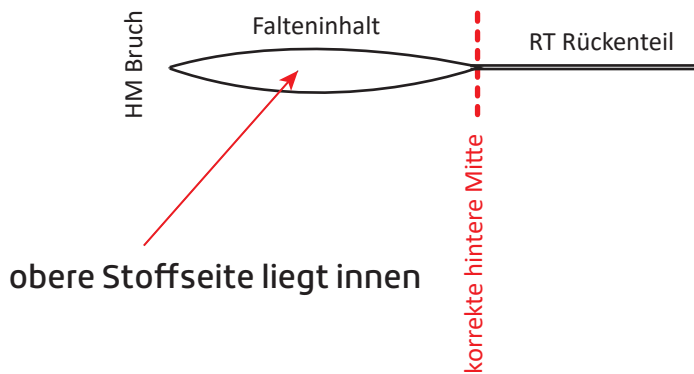 HM Bruch
Falteninhalt
RT Rückenteil
korrekte hintere Mitte
obere Stoffseite liegt innen